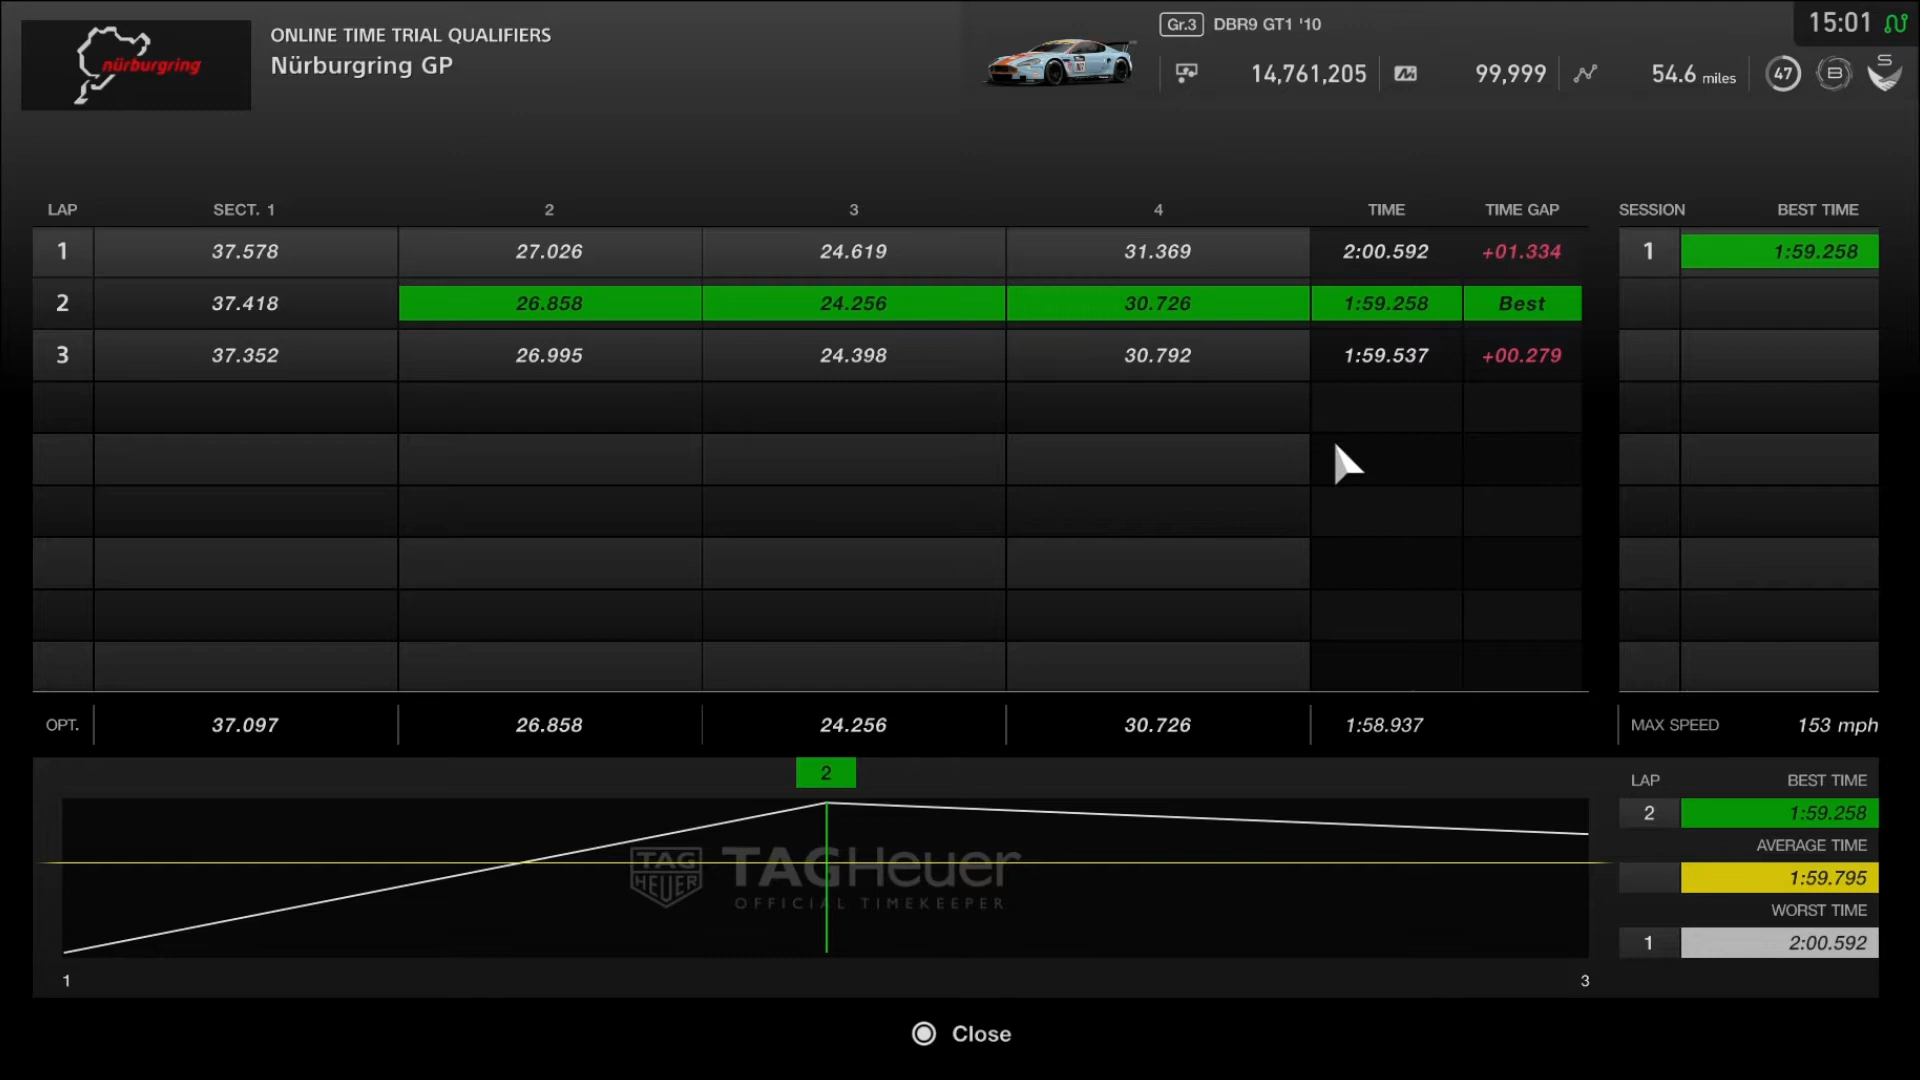 nürburgring
ONLINE TIME TRIAL QUALIFIERS
Nürburgring GP
Gr.3 DBR9 GT1 '10
14,761,205 99,999 54.6 miles 47 B S
15:01
LAP SECT. 1 2 3 4 TIME TIME GAP SESSION BEST TIME
1 37.578 27.026 24.619 31.369 2:00.592 +01.334 1 1:59.258
2 37.418 26.858 24.256 30.726 1:59.258 Best
3 37.352 26.995 24.398 30.792 1:59.537 +00.279
OPT. 37.097 26.858 24.256 30.726 1:58.937 MAX SPEED 153 mph
2
TAG HEUER TAGHeuer
OFFICIAL TIMEKEEPER
1 3
LAP BEST TIME
2 1:59.258
AVERAGE TIME
1:59.795
WORST TIME
1 2:00.592
Close